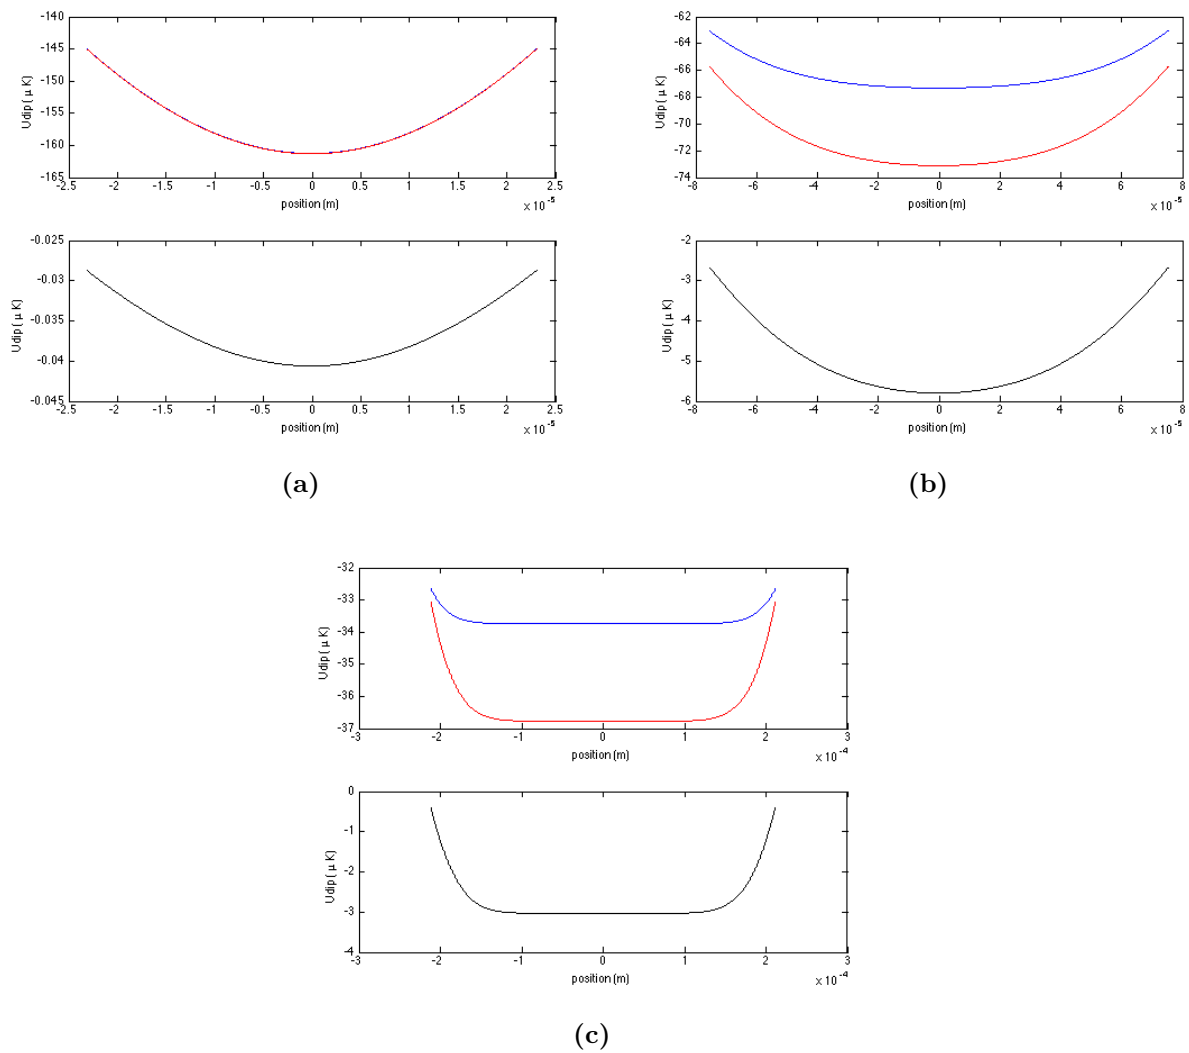 -140
-145
-150
-155
-160
-165
Udip ( μ K)
-2.5 -2 -1.5 -1 -0.5 0 0.5 1 1.5 2 2.5
position (m)
x 10^-5
-0.025
-0.03
-0.035
-0.04
-0.045
Udip ( μ K)
-2.5 -2 -1.5 -1 -0.5 0 0.5 1 1.5 2 2.5
position (m)
x 10^-5
(a)
-62
-64
-66
-68
-70
-72
-74
Udip ( μ K)
-8 -6 -4 -2 0 2 4 6 8
position (m)
x 10^-5
-2
-3
-4
-5
-6
Udip ( μ K)
-8 -6 -4 -2 0 2 4 6 8
position (m)
x 10^-5
(b)
-32
-33
-34
-35
-36
-37
Udip ( μ K)
-3 -2 -1 0 1 2 3
position (m)
x 10^-4
0
-1
-2
-3
-4
Udip ( μ K)
-3 -2 -1 0 1 2 3
position (m)
x 10^-4
(c)